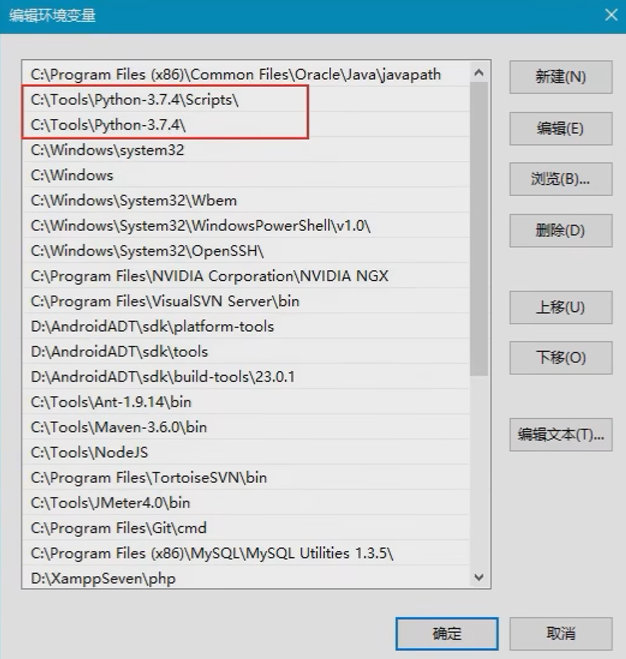 编辑环境变量
C:\Program Files (x86)\Common Files\Oracle\Java\javapath
C:\Tools\Python-3.7.4\Scripts\
C:\Tools\Python-3.7.4\
C:\Windows\system32
C:\Windows
C:\Windows\System32\Wbem
C:\Windows\System32\WindowsPowerShell\v1.0\
C:\Windows\System32\OpenSSH\
C:\Program Files\NVIDIA Corporation\NVIDIA NGX
C:\Program Files\VisualSVN Server\bin
D:\AndroidADT\sdk\platform-tools
D:\AndroidADT\sdk\tools
D:\AndroidADT\sdk\build-tools\23.0.1
C:\Tools\Ant-1.9.14\bin
C:\Tools\Maven-3.6.0\bin
C:\Tools\NodeJS
C:\Program Files\TortoiseSVN\bin
C:\Tools\JMeter4.0\bin
C:\Program Files\Git\cmd
C:\Program Files (x86)\MySQL\MySQL Utilities 1.3.5\
D:\XamppSeven\php
新建(N)
编辑(E)
浏览(B)...
删除(D)
上移(U)
下移(O)
编辑文本(T)...
确定
取消